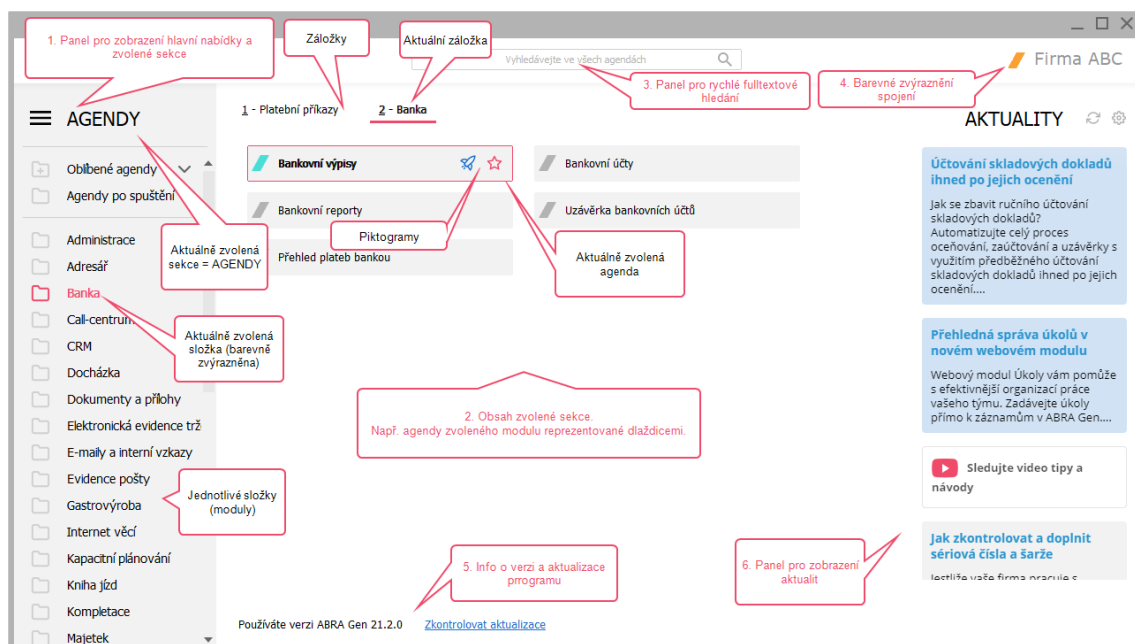 1. Panel pro zobrazení hlavní nabídky a
zvolené sekce
Záložky
Aktuální záložka
Vyhledávejte ve všech agendách
3. Panel pro rychlé fulltextové
hledání
4. Barevné zvýraznění
spojení
Firma ABC
AGENDY
1 - Platební příkazy
2 - Banka
AKTUALITY
Oblíbené agendy
Agendy po spuštění
Administrace
Adresář
Banka
Call-centrum
CRM
Docházka
Dokumenty a přílohy
Elektronická evidence trž
E-maily a interní vzkazy
Evidence pošty
Gastrovýroba
Internet věcí
Kapacitní plánování
Kniha jízd
Kompletace
Majetek
Aktuálně zvolená
sekce = AGENDY
Aktuálně zvolená
složka (barevně
zvýrazněna)
Jednotlivé složky
(moduly)
Bankovní výpisy
Bankovní účty
Bankovní reporty
Uzávěrka bankovních účtů
Přehled plateb bankou
Piktogramy
Aktuálně zvolená
agenda
2. Obsah zvolené sekce.
Např. agendy zvoleného modulu reprezentované dlaždicemi.
5. Info o verzi a aktualizace
prrogramu
Používáte verzi ABRA Gen 21.2.0
Zkontrolovat aktualizace
6. Panel pro zobrazení
aktualit
Účtování skladových dokladů
ihned po jejich ocenění
Jak se zbavit ručního účtování
skladových dokladů?
Automatizujte celý proces
oceňování, zaúčtování a uzávěrky s
využitím předběžného účtování
skladových dokladů ihned po jejich
ocenění....
Přehledná správa úkolů v
novém webovém modulu
Webový modul Úkoly vám pomůže
s efektivnější organizací práce
vašeho týmu. Zadávejte úkoly
přímo k záznamům v ABRA Gen....
Sledujte video tipy a
návody
Jak zkontrolovat a doplnit
sériová čísla a šarže
Jestliže vaše firma pracuje s